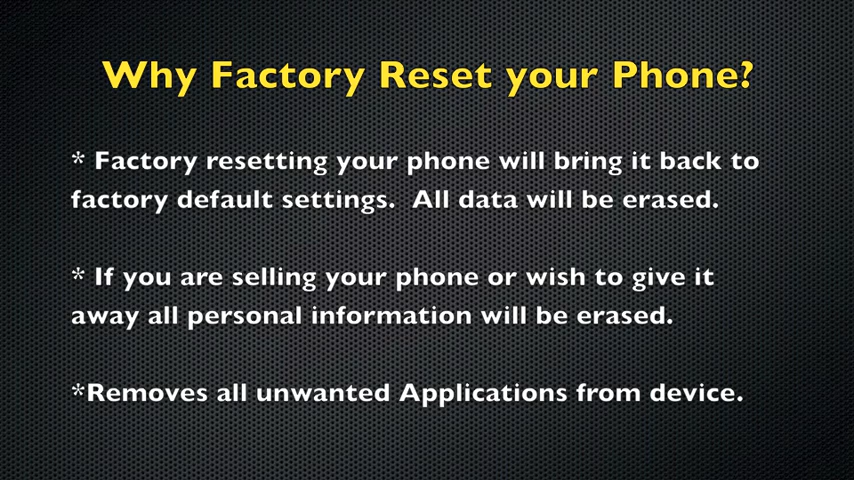 Why Factory Reset your Phone?
* Factory resetting your phone will bring it back to
factory default settings.  All data will be erased.
* If you are selling your phone or wish to give it
away all personal information will be erased.
*Removes all unwanted Applications from device.